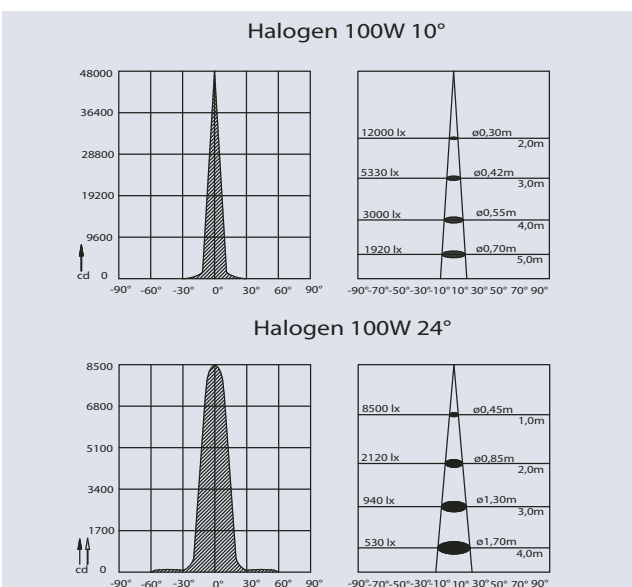 Halogen 100W 10°
48000
36400
28800
19200
9600
cd 0
-90° -60° -30° 0° 30° 60° 90°
12000 lx ø0,30m
2,0m
5330 lx ø0,42m
3,0m
3000 lx ø0,55m
4,0m
1920 lx ø0,70m
5,0m
-90°-70°-50°-30°-10° 10° 30° 50° 70° 90°
Halogen 100W 24°
8500
6800
5100
3400
1700
cd 0
-90° -60° -30 0° 30° 60° 90°
8500 lx ø0,45m
1,0m
2120 lx ø0,85m
2,0m
940 lx ø1,30m
3,0m
530 lx ø1,70m
4,0m
-90°-70°-50°-30°-10° 10° 30° 50° 70° 90°